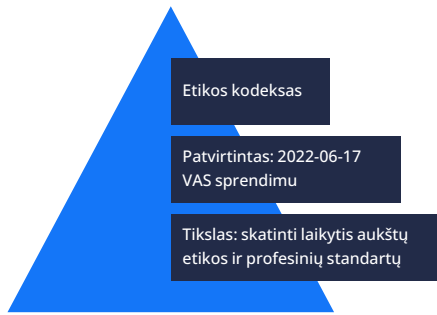 Etikos kodeksas
Patvirtintas: 2022-06-17
VAS sprendimu
Tikslas: skatinti laikytis aukštų
etikos ir profesinių standartų